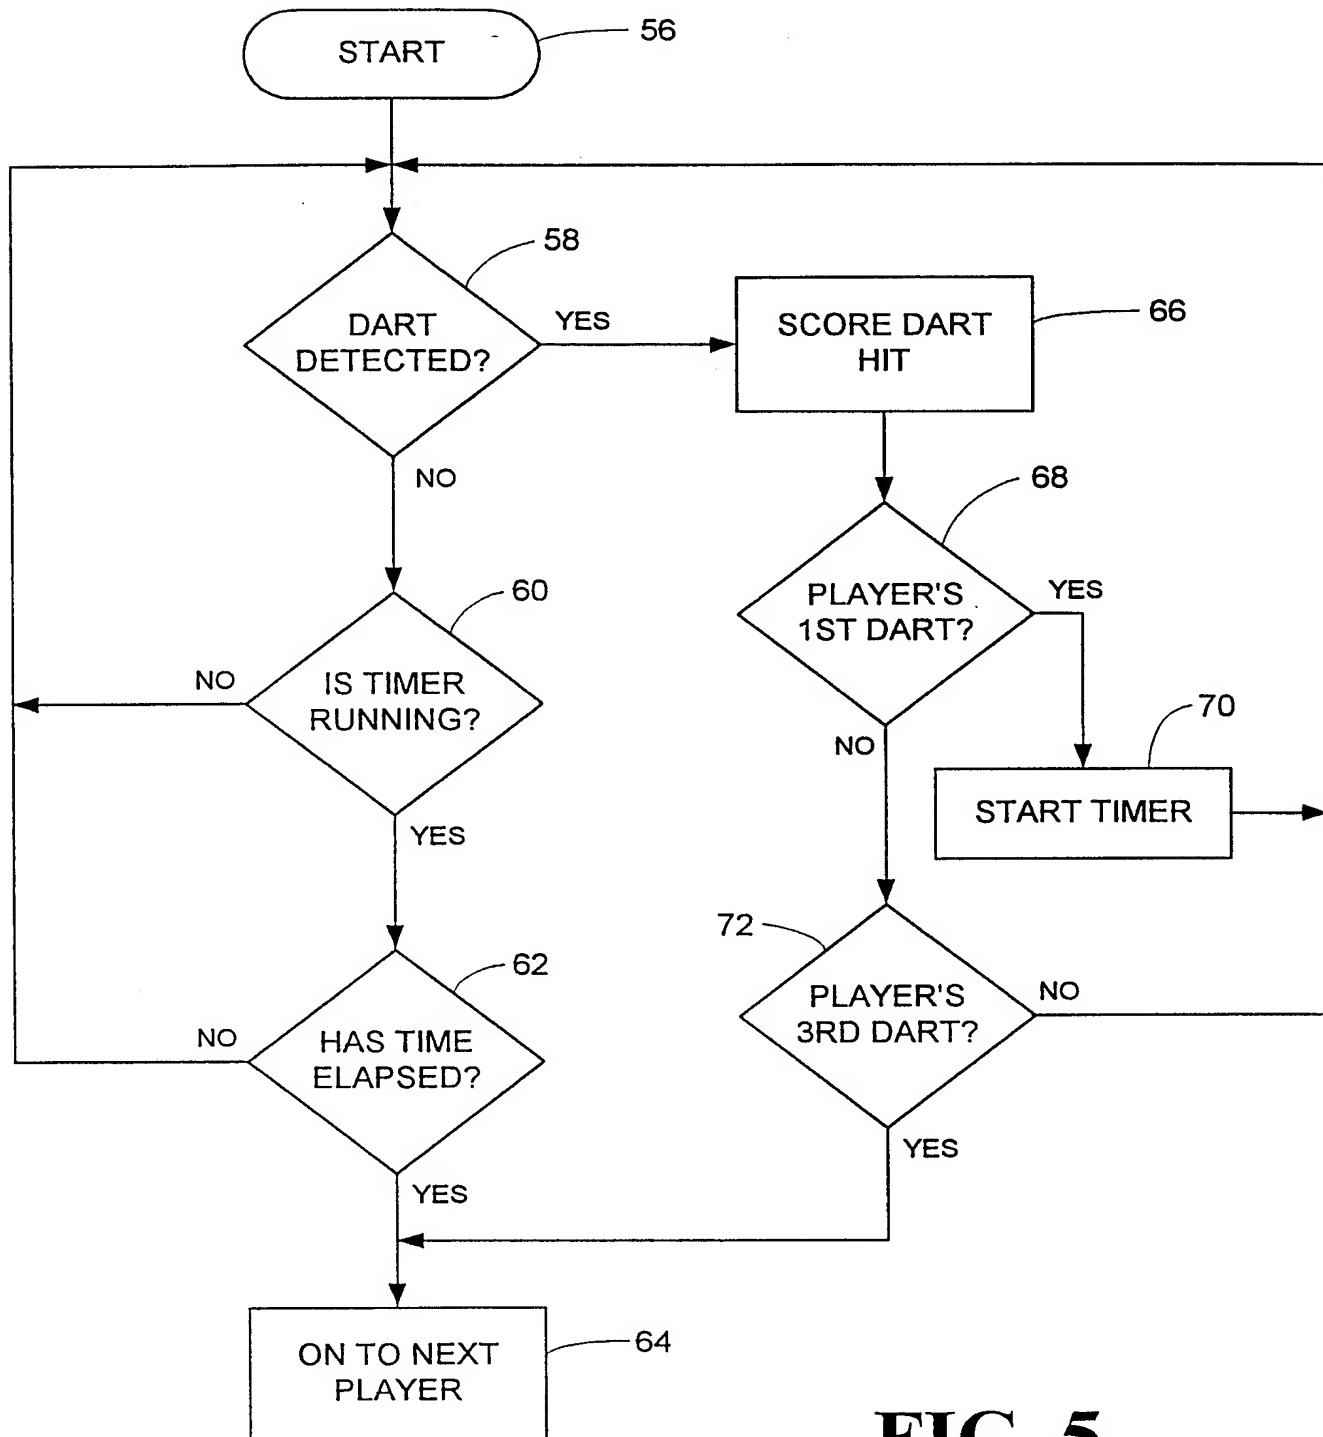 START
56
58
DART
DETECTED?
YES
NO
SCORE DART
HIT
66
68
PLAYER'S
1ST DART?
YES
NO
60
IS TIMER
RUNNING?
NO
YES
70
START TIMER
72
PLAYER'S
3RD DART?
NO
YES
62
HAS TIME
ELAPSED?
NO
YES
ON TO NEXT
PLAYER
64
FIG. 5